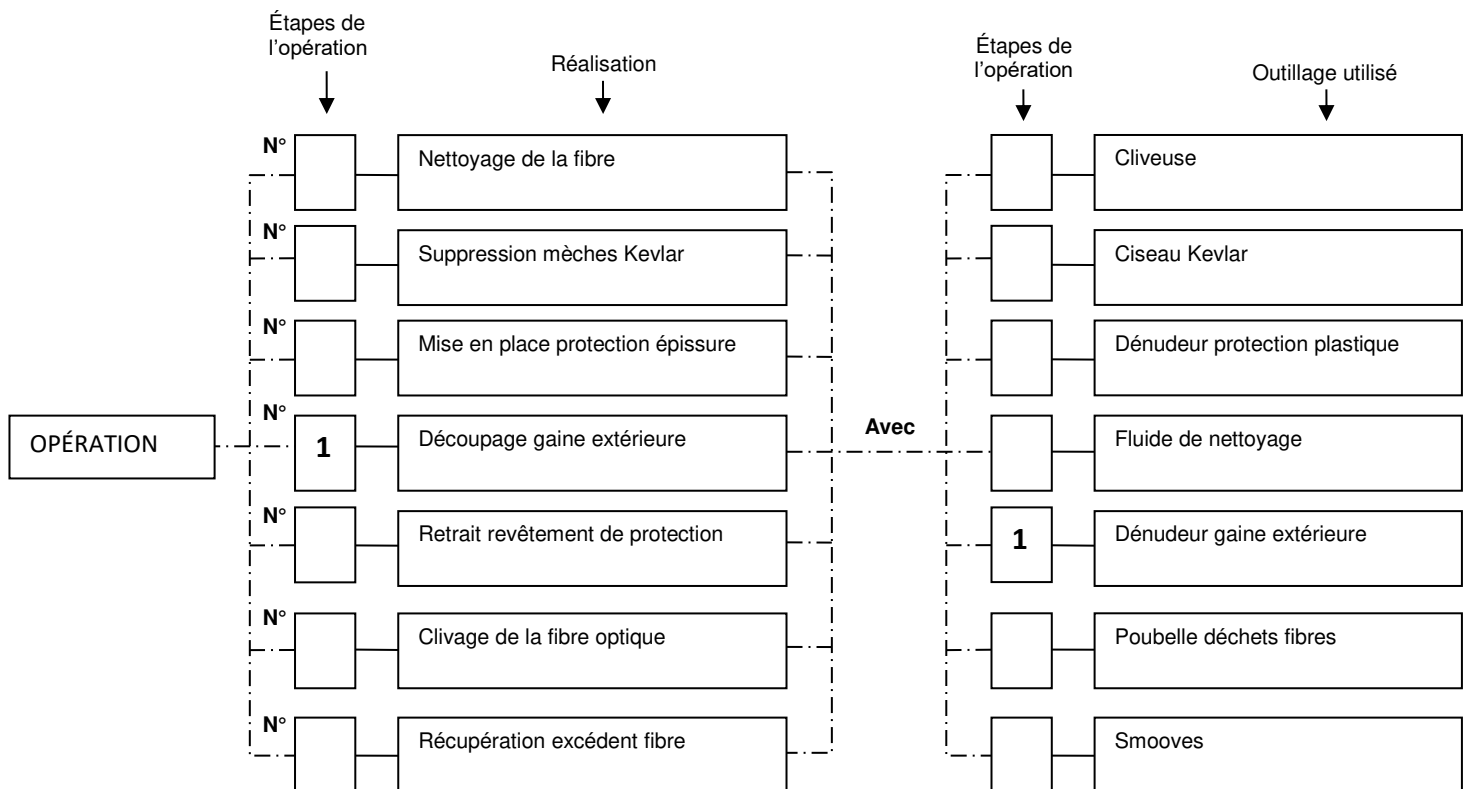 Étapes de
l'opération
Réalisation
Étapes de
l'opération
Outillage utilisé
N°
Nettoyage de la fibre
Cliveuse
N°
Suppression mèches Kevlar
Ciseau Kevlar
N°
Mise en place protection épissure
Dénudeur protection plastique
OPÉRATION
N°
1
Découpage gaine extérieure
Avec
Fluide de nettoyage
N°
Retrait revêtement de protection
1
Dénudeur gaine extérieure
N°
Clivage de la fibre optique
Poubelle déchets fibres
N°
Récupération excédent fibre
Smooves